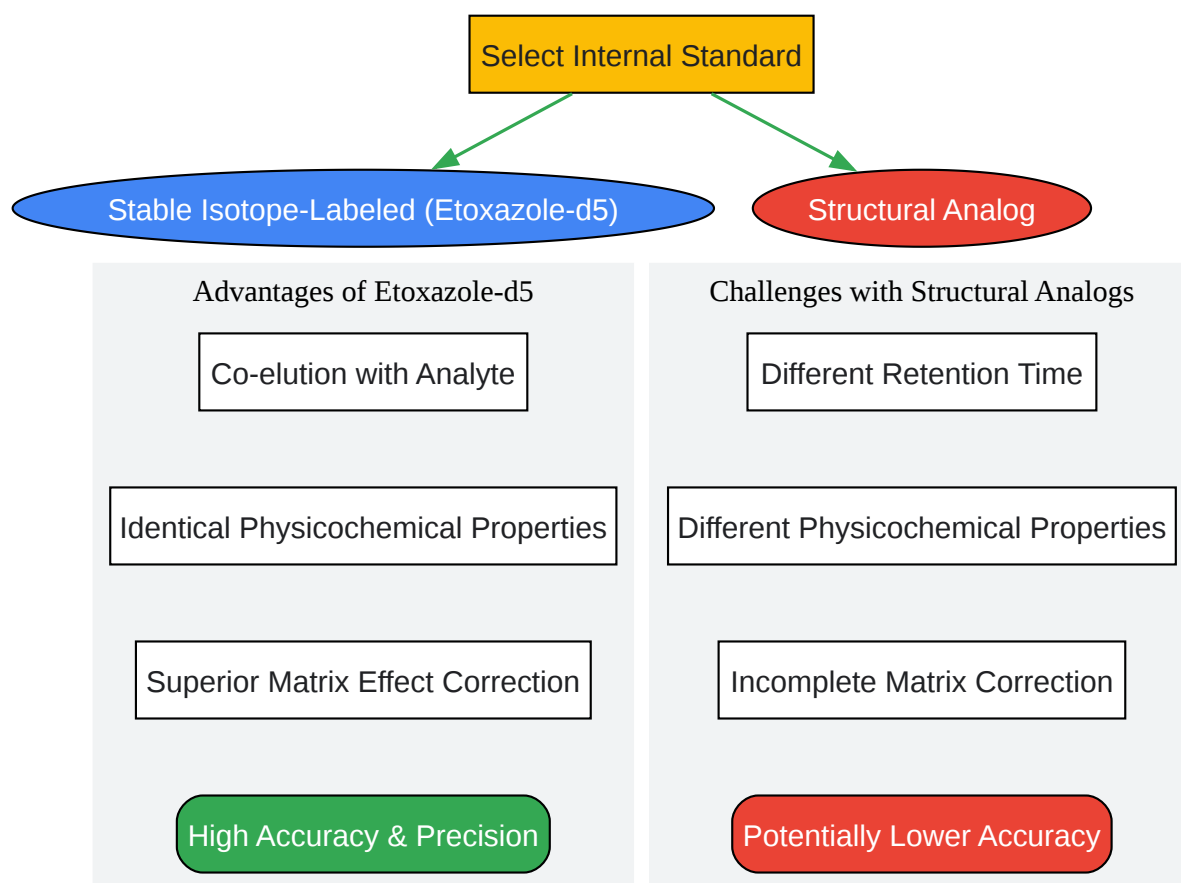 Select Internal Standard
Stable Isotope-Labeled (Etoxazole-d5)
Structural Analog
Advantages of Etoxazole-d5
Co-elution with Analyte
Identical Physicochemical Properties
Superior Matrix Effect Correction
High Accuracy & Precision
Challenges with Structural Analogs
Different Retention Time
Different Physicochemical Properties
Incomplete Matrix Correction
Potentially Lower Accuracy